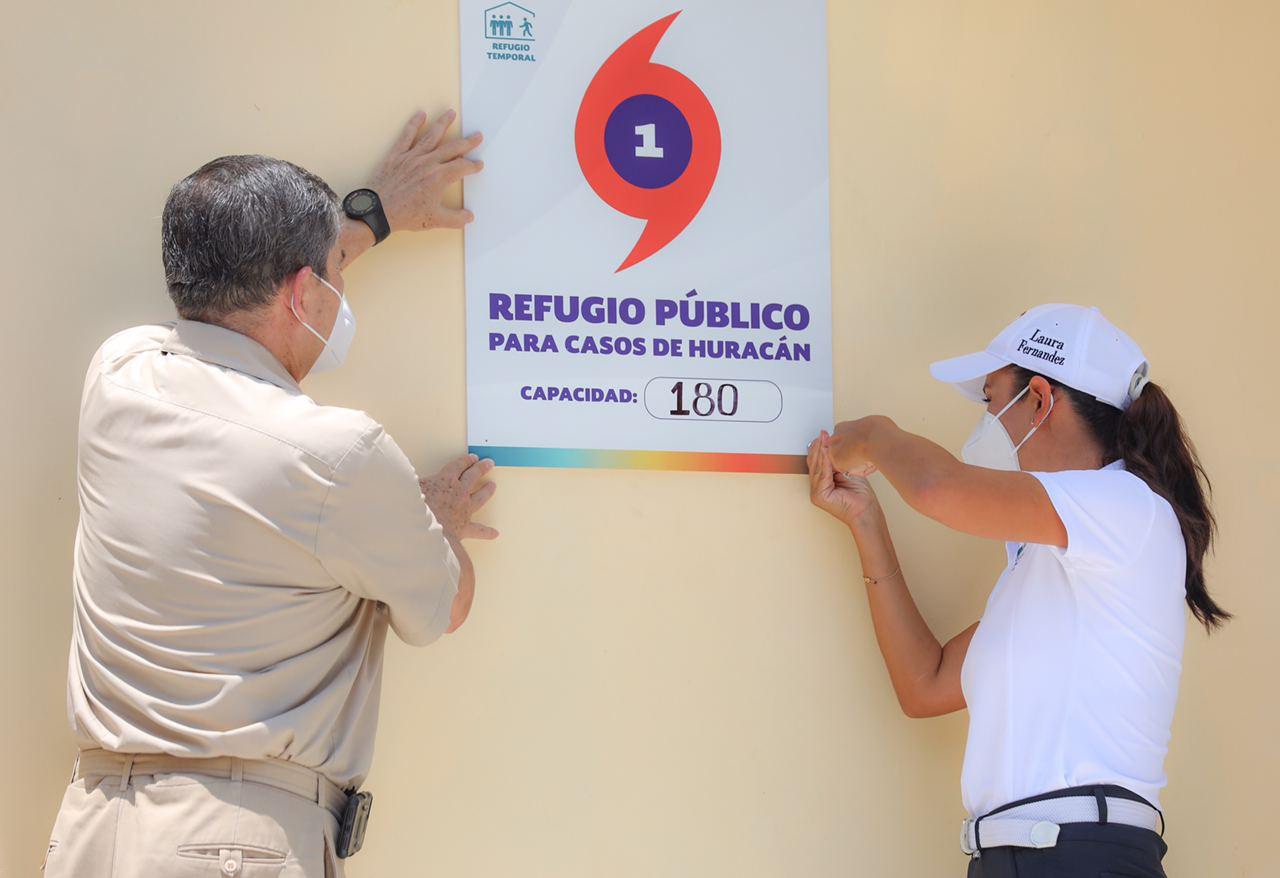 REFUGIO
TEMPORAL
1
REFUGIO PÚBLICO
PARA CASOS DE HURACÁN
CAPACIDAD: 180
Laura
Fernandez